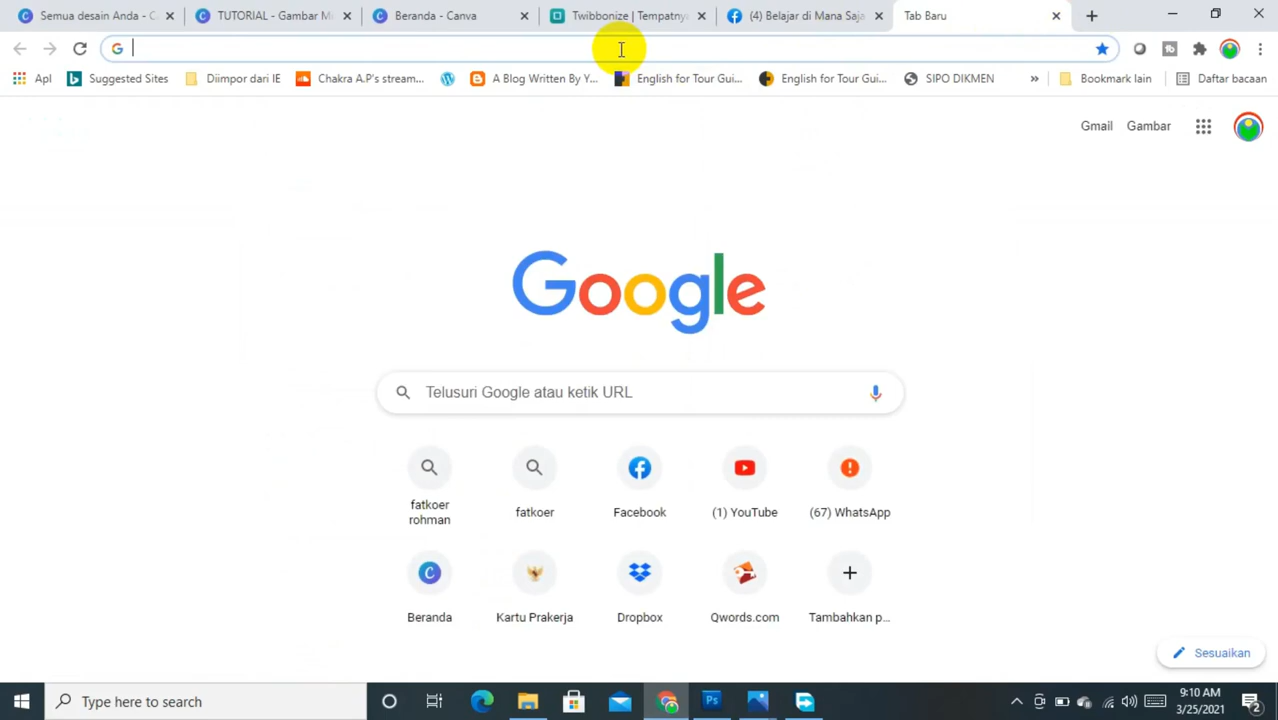 Semua desain Anda - C
TUTORIAL - Gambar M
Beranda - Canva
Twibbonize | Tempatny
(4) Belajar di Mana Saja
Tab Baru
Apl
Suggested Sites
Diimpor dari IE
Chakra A.P's stream...
A Blog Written By Y...
English for Tour Gui...
English for Tour Gui...
SIPO DIKMEN
Bookmark lain
Daftar bacaan
Gmail
Gambar
Google
Telusuri Google atau ketik URL
fatkoer
rohman
fatkoer
Facebook
(1) YouTube
(67) WhatsApp
Beranda
Kartu Prakerja
Dropbox
Qwords.com
Tambahkan p...
Sesuaikan
Type here to search
Ps
9:10 AM
3/25/2021
2